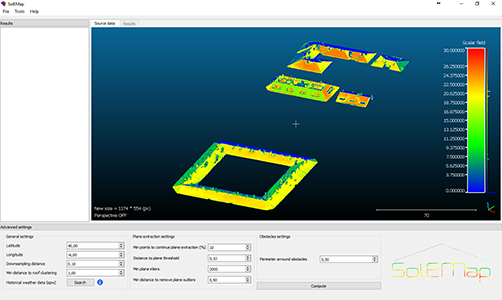 SolEMap
File Tools Help
Results
Source data Results
Scalar field
30.000000
26.250000
24.375000
22.500000
20.625000
18.750000
16.875000
15.000000
13.125000
11.250000
9.375000
7.500000
5.625000
3.750000
0.000000
New size = 1174 * 554 (px)
Perspective OFF
70
Advanced settings
General settings
Latitude 40,00
Longitude -4,00
Downsampling distance 0,10
Min distance to roof clustering 1,00
Historical weather data (epw) Search
Plane extraction settings
Min points to continue plane extraction (%) 10
Distance to plane threshold 0,10
Min plane inliers 2000
Min distance to remove plane outliers 0,50
Obstacles settings
Perimeter around obstacles 0,50
Compute
SolEMap